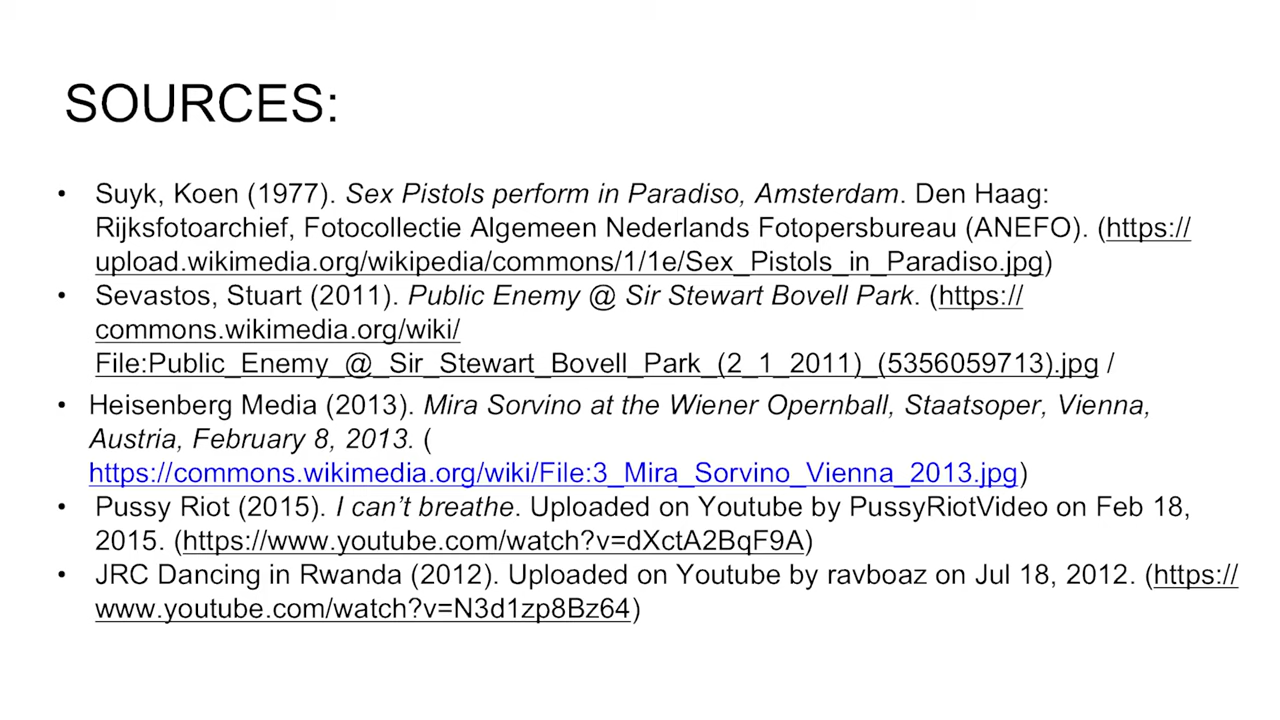 SOURCES:
• Suyk, Koen (1977). Sex Pistols perform in Paradiso, Amsterdam. Den Haag:
Rijksfotoarchief, Fotocollectie Algemeen Nederlands Fotopersbureau (ANEFO). (https://
upload.wikimedia.org/wikipedia/commons/1/1e/Sex_Pistols_in_Paradiso.jpg)
• Sevastos, Stuart (2011). Public Enemy @ Sir Stewart Bovell Park. (https://
commons.wikimedia.org/wiki/
File:Public_Enemy_@_Sir_Stewart_Bovell_Park_(2_1_2011)_(5356059713).jpg /
• Heisenberg Media (2013). Mira Sorvino at the Wiener Opernball, Staatsoper, Vienna,
Austria, February 8, 2013. (
https://commons.wikimedia.org/wiki/File:3_Mira_Sorvino_Vienna_2013.jpg)
• Pussy Riot (2015). I can’t breathe. Uploaded on Youtube by PussyRiotVideo on Feb 18,
2015. (https://www.youtube.com/watch?v=dXctA2BqF9A)
• JRC Dancing in Rwanda (2012). Uploaded on Youtube by ravboaz on Jul 18, 2012. (https://
www.youtube.com/watch?v=N3d1zp8Bz64)